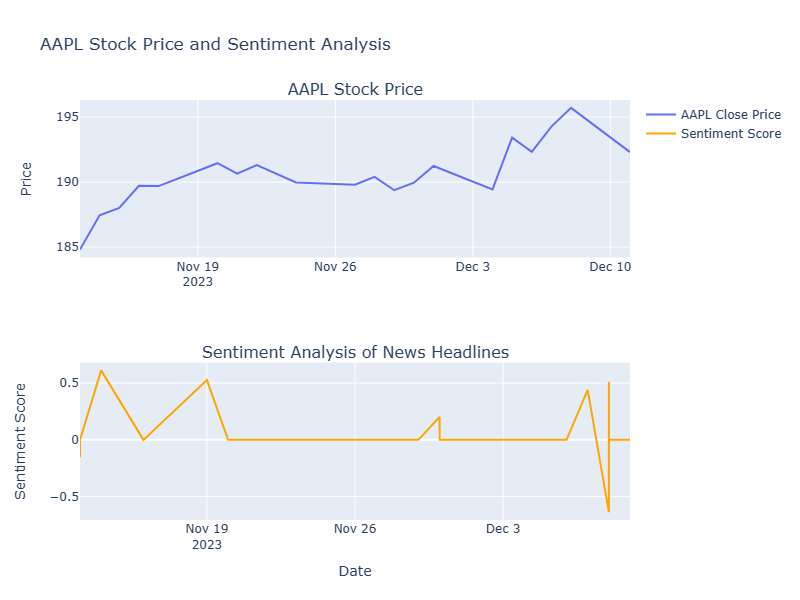 AAPL Stock Price and Sentiment Analysis
AAPL Stock Price
AAPL Close Price
Sentiment Score
Price
195
190
185
Nov 19
2023
Nov 26
Dec 3
Dec 10
Sentiment Analysis of News Headlines
Sentiment Score
0.5
0
−0.5
Nov 19
2023
Nov 26
Dec 3
Date